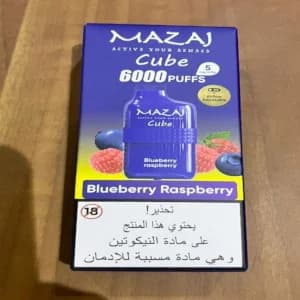 MAZAJ
ACTIVE YOUR SENSES
Cube
6000 PUFFS
5
MAZAJ
Cube
Blueberry
raspberry
Blueberry Raspberry
18
تحذير!
يحتوي هذا المنتج
على مادة النيكوتين
وهي مادة مسببة للإدمان